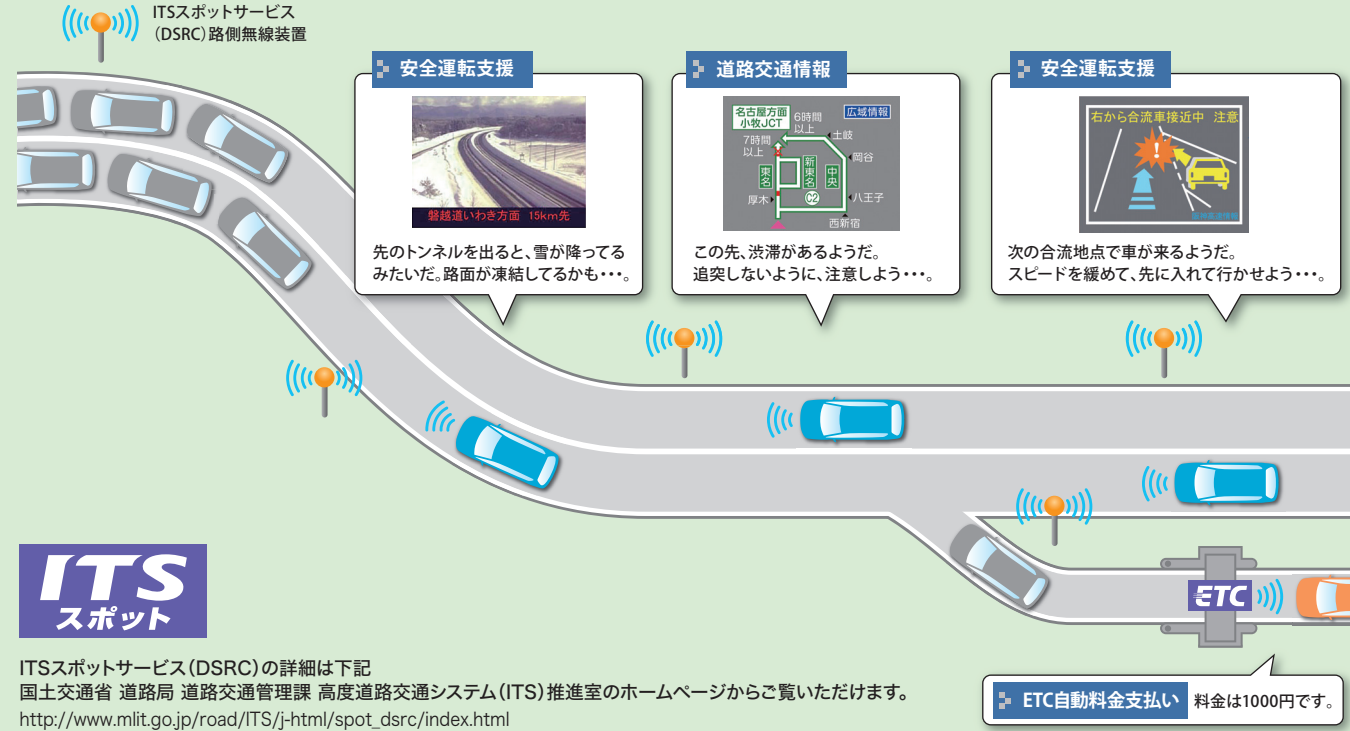 ITSスポットサービス
（DSRC）路側無線装置
安全運転支援
磐越道いわき方面 15km先
先のトンネルを出ると、雪が降ってる
みたいだ。路面が凍結してるかも・・・。
道路交通情報
名古屋方面
小牧JCT
広域情報
6時間
以上
7時間
以上
土岐
岡谷
東名
新東名
中央
厚木
C2
八王子
西新宿
この先、渋滞があるようだ。
追突しないように、注意しよう・・・。
安全運転支援
右から合流車接近中 注意
!
次の合流地点で車が来るようだ。
スピードを緩めて、先に入れて行かせよう・・・。
ETC
ETC自動料金支払い 料金は1000円です。
ITS
スポット
ITSスポットサービス（DSRC）の詳細は下記
国土交通省 道路局 道路交通管理課 高度道路交通システム（ITS）推進室のホームページからご覧いただけます。
http://www.mlit.go.jp/road/ITS/j-html/spot_dsrc/index.html